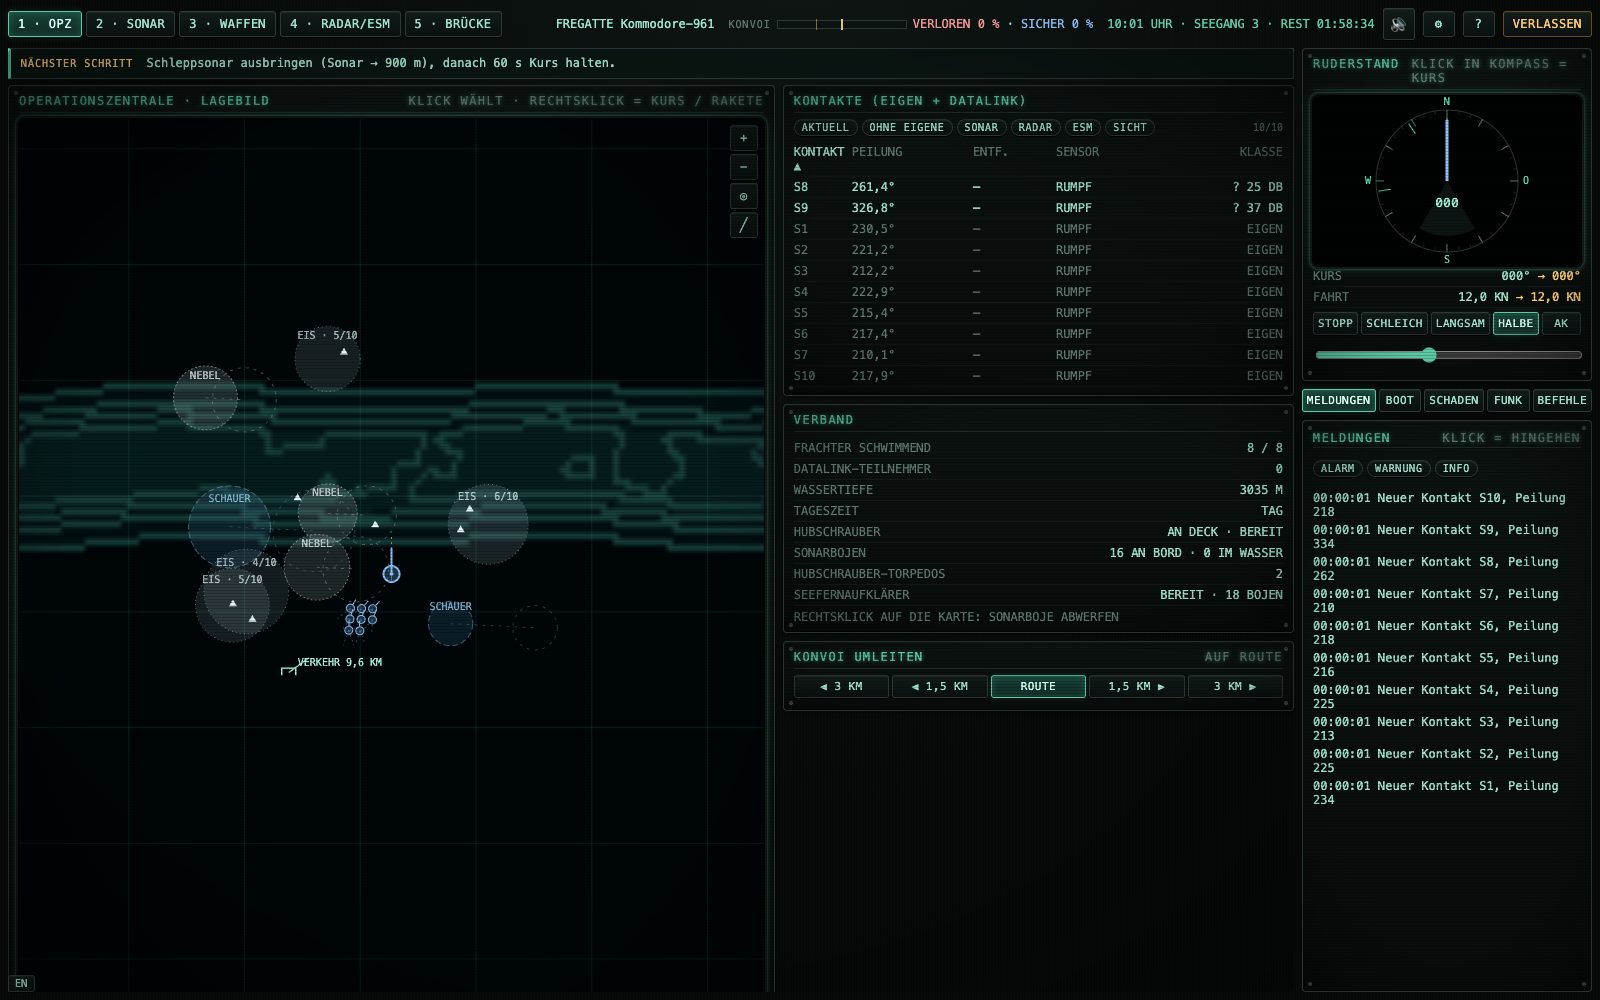 1 · OPZ
2 · SONAR
3 · WAFFEN
4 · RADAR/ESM
5 · BRÜCKE
FREGATTE Kommodore-961
KONVOI
VERLOREN 0 % · SICHER 0 %
10:01 UHR · SEEGANG 3 · REST 01:58:34
?
VERLASSEN
NÄCHSTER SCHRITT Schleppsonar ausbringen (Sonar → 900 m), danach 60 s Kurs halten.
OPERATIONSZENTRALE · LAGEBILD
KLICK WÄHLT · RECHTSKLICK = KURS / RAKETE
+
−
EIS · 5/10
NEBEL
SCHAUER
NEBEL
EIS · 6/10
NEBEL
EIS · 4/10
EIS · 5/10
SCHAUER
VERKEHR 9,6 KM
EN
KONTAKTE (EIGEN + DATALINK)
AKTUELL
OHNE EIGENE
SONAR
RADAR
ESM
SICHT
10/10
KONTAKT ▲ PEILUNG ENTF. SENSOR KLASSE
S8 261,4° — RUMPF ? 25 DB
S9 326,8° — RUMPF ? 37 DB
S1 230,5° — RUMPF EIGEN
S2 221,2° — RUMPF EIGEN
S3 212,2° — RUMPF EIGEN
S4 222,9° — RUMPF EIGEN
S5 215,4° — RUMPF EIGEN
S6 217,4° — RUMPF EIGEN
S7 210,1° — RUMPF EIGEN
S10 217,9° — RUMPF EIGEN
VERBAND
FRACHTER SCHWIMMEND 8 / 8
DATALINK-TEILNEHMER 0
WASSERTIEFE 3035 M
TAGESZEIT TAG
HUBSCHRAUBER AN DECK · BEREIT
SONARBOJEN 16 AN BORD · 0 IM WASSER
HUBSCHRAUBER-TORPEDOS 2
SEEFERNAUFKLÄRER BEREIT · 18 BOJEN
RECHTSKLICK AUF DIE KARTE: SONARBOJE ABWERFEN
KONVOI UMLEITEN
AUF ROUTE
◀ 3 KM
◀ 1,5 KM
ROUTE
1,5 KM ▶
3 KM ▶
RUDERSTAND
KLICK IN KOMPASS =
KURS
N
W
O
000
S
KURS 000° → 000°
FAHRT 12,0 KN → 12,0 KN
STOPP
SCHLEICH
LANGSAM
HALBE
AK
MELDUNGEN
BOOT
SCHADEN
FUNK
BEFEHLE
MELDUNGEN
KLICK = HINGEHEN
ALARM
WARNUNG
INFO
00:00:01 Neuer Kontakt S10, Peilung
218
00:00:01 Neuer Kontakt S9, Peilung
334
00:00:01 Neuer Kontakt S8, Peilung
262
00:00:01 Neuer Kontakt S7, Peilung
210
00:00:01 Neuer Kontakt S6, Peilung
218
00:00:01 Neuer Kontakt S5, Peilung
216
00:00:01 Neuer Kontakt S4, Peilung
225
00:00:01 Neuer Kontakt S3, Peilung
213
00:00:01 Neuer Kontakt S2, Peilung
225
00:00:01 Neuer Kontakt S1, Peilung
234